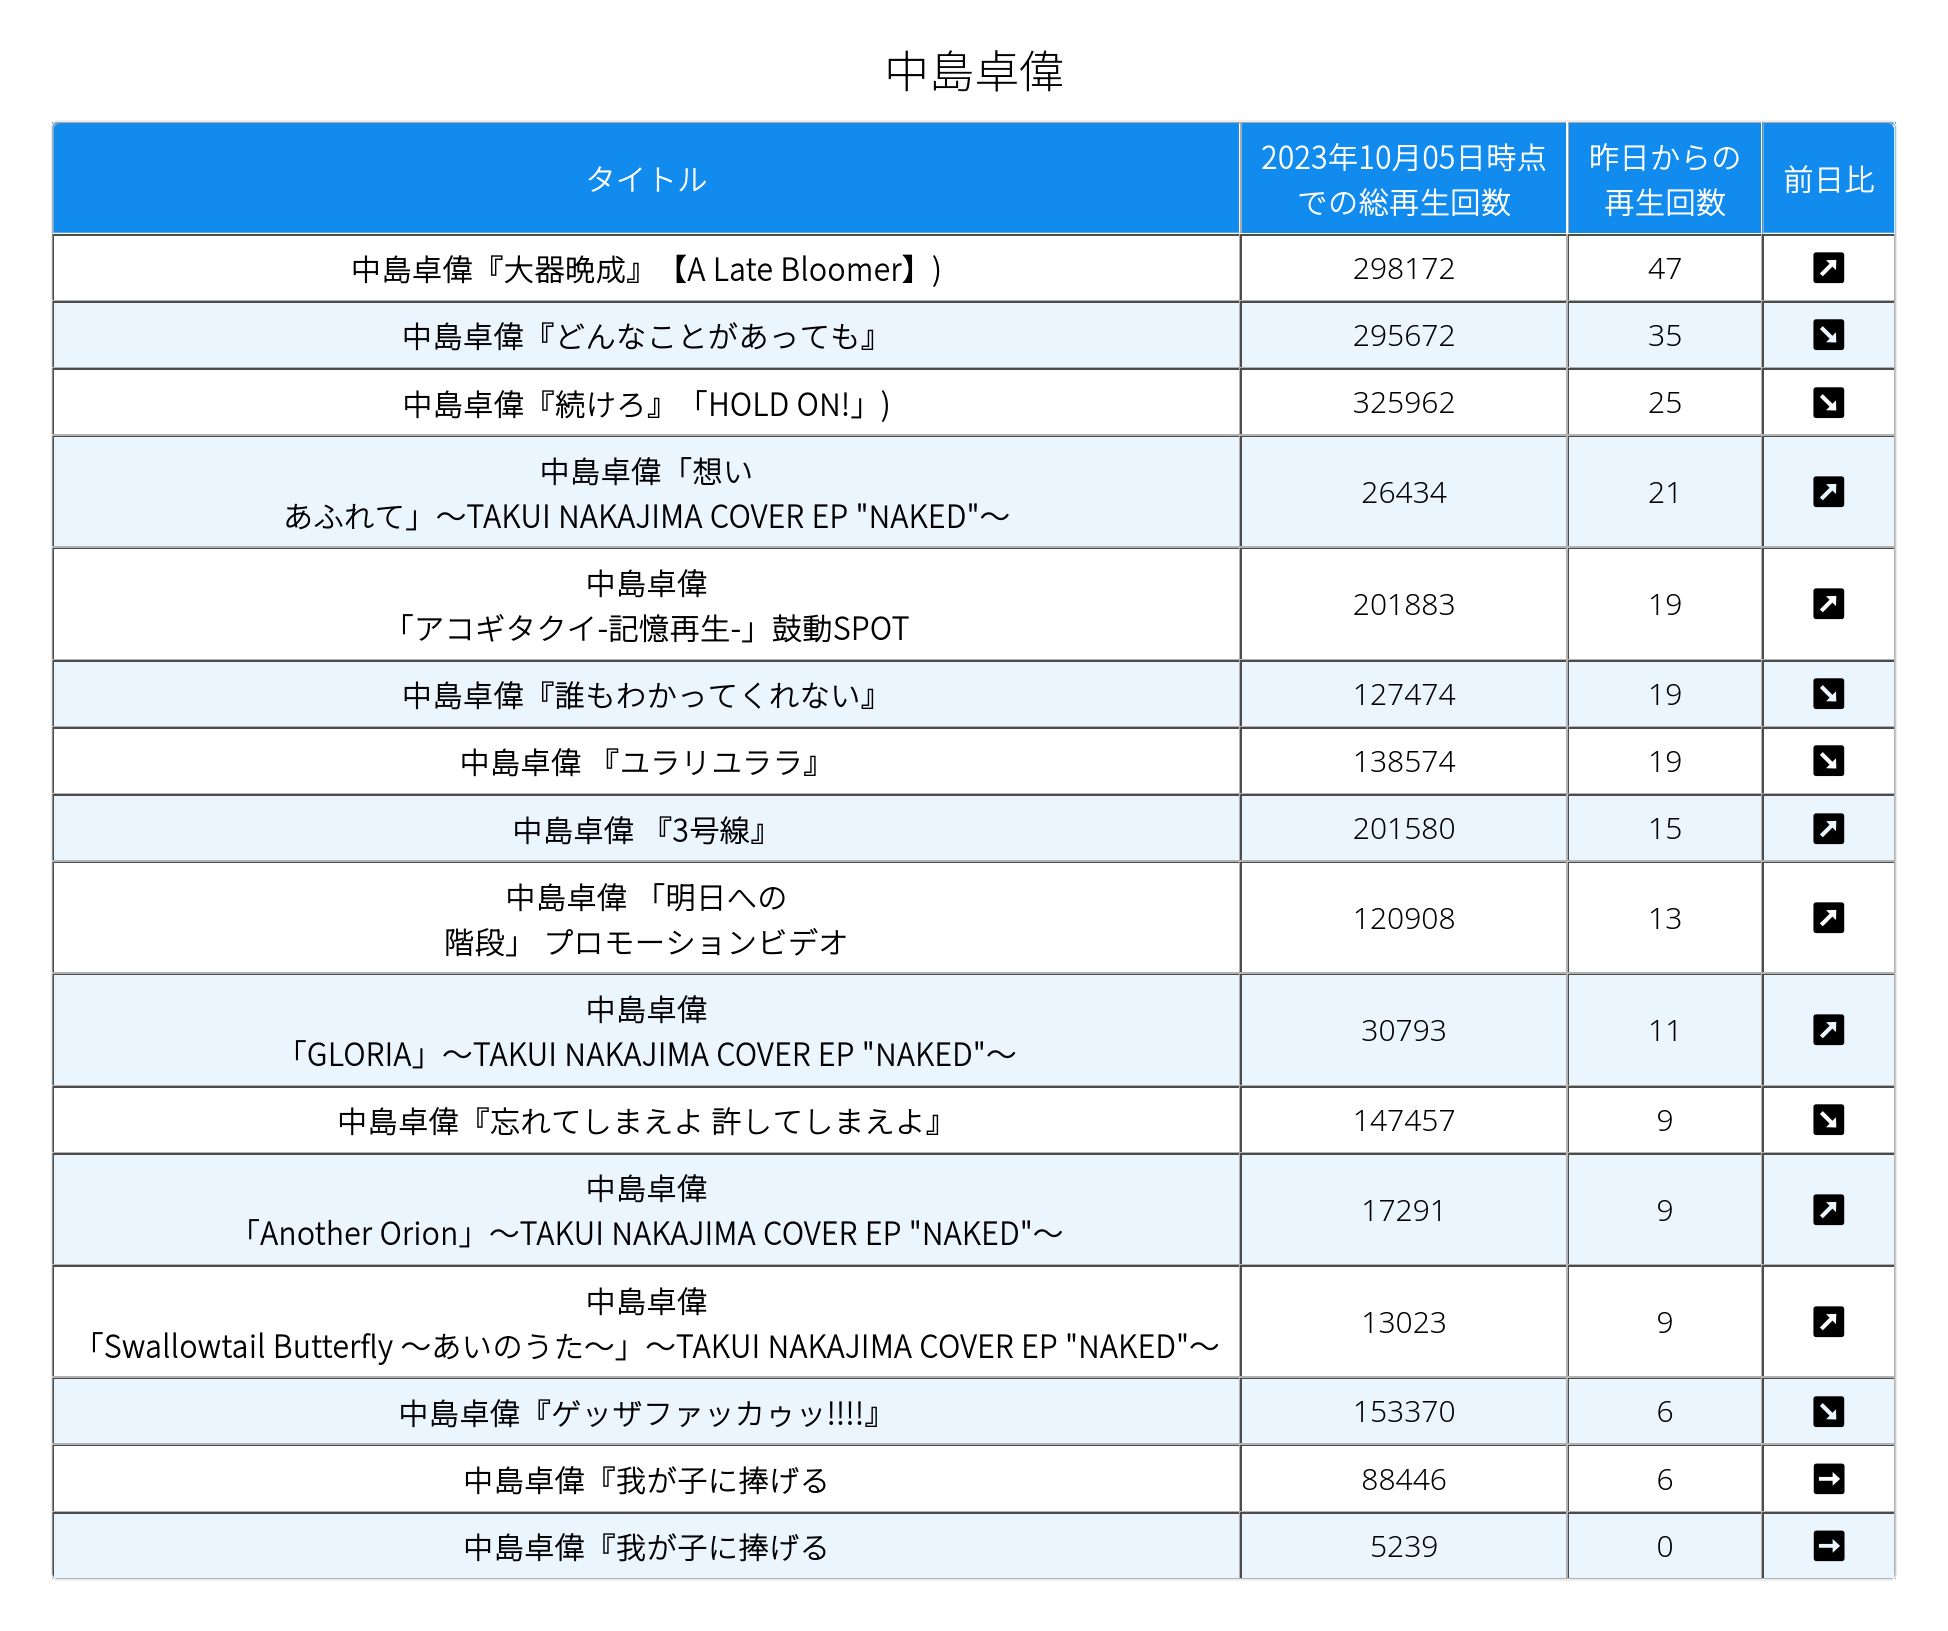 中島卓偉
タイトル
2023年10月05日時点
での総再生回数
昨日からの
再生回数
前日比
中島卓偉『大器晩成』【A Late Bloomer】)
298172
47
中島卓偉『どんなことがあっても』
295672
35
中島卓偉『続けろ』「HOLD ON!」)
325962
25
中島卓偉「想い
あふれて」～TAKUI NAKAJIMA COVER EP "NAKED"～
26434
21
中島卓偉
「アコギタクイ-記憶再生-」鼓動SPOT
201883
19
中島卓偉『誰もわかってくれない』
127474
19
中島卓偉 『ユラリユララ』
138574
19
中島卓偉 『3号線』
201580
15
中島卓偉 「明日への
階段」 プロモーションビデオ
120908
13
中島卓偉
「GLORIA」～TAKUI NAKAJIMA COVER EP "NAKED"～
30793
11
中島卓偉『忘れてしまえよ 許してしまえよ』
147457
9
中島卓偉
「Another Orion」～TAKUI NAKAJIMA COVER EP "NAKED"～
17291
9
中島卓偉
「Swallowtail Butterfly ～あいのうた～」～TAKUI NAKAJIMA COVER EP "NAKED"～
13023
9
中島卓偉『ゲッザファッカゥッ!!!!』
153370
6
中島卓偉『我が子に捧げる
88446
6
中島卓偉『我が子に捧げる
5239
0